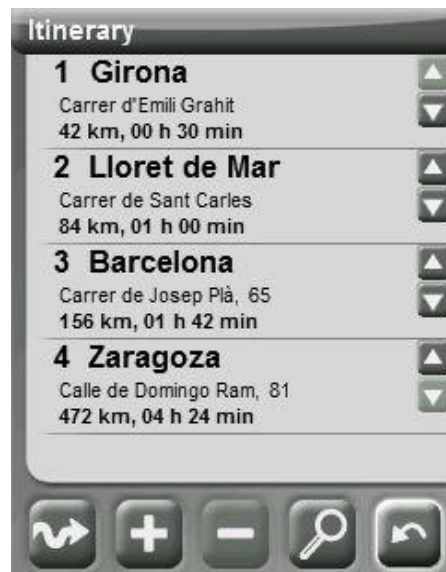 Itinerary
1 Girona
Carrer d'Emili Grahit
42 km, 00 h 30 min
2 Lloret de Mar
Carrer de Sant Carles
84 km, 01 h 00 min
3 Barcelona
Carrer de Josep Plà, 65
156 km, 01 h 42 min
4 Zaragoza
Calle de Domingo Ram, 81
472 km, 04 h 24 min